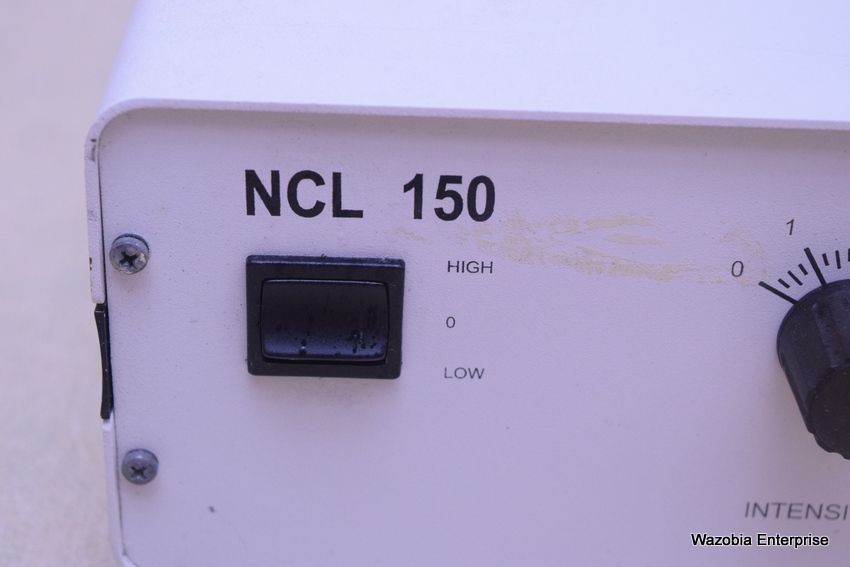 NCL 150
HIGH
0
LOW
0
1
INTENSI
Wazobia Enterprise